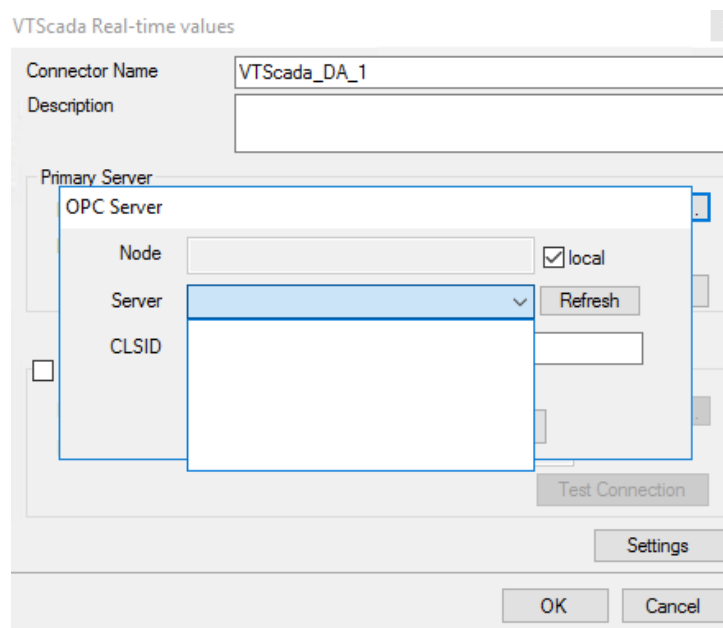 VTScada Real-time values
Connector Name
VTScada_DA_1
Description
Primary Server
OPC Server
Node
local
Server
Refresh
CLSID
Test Connection
Settings
OK
Cancel